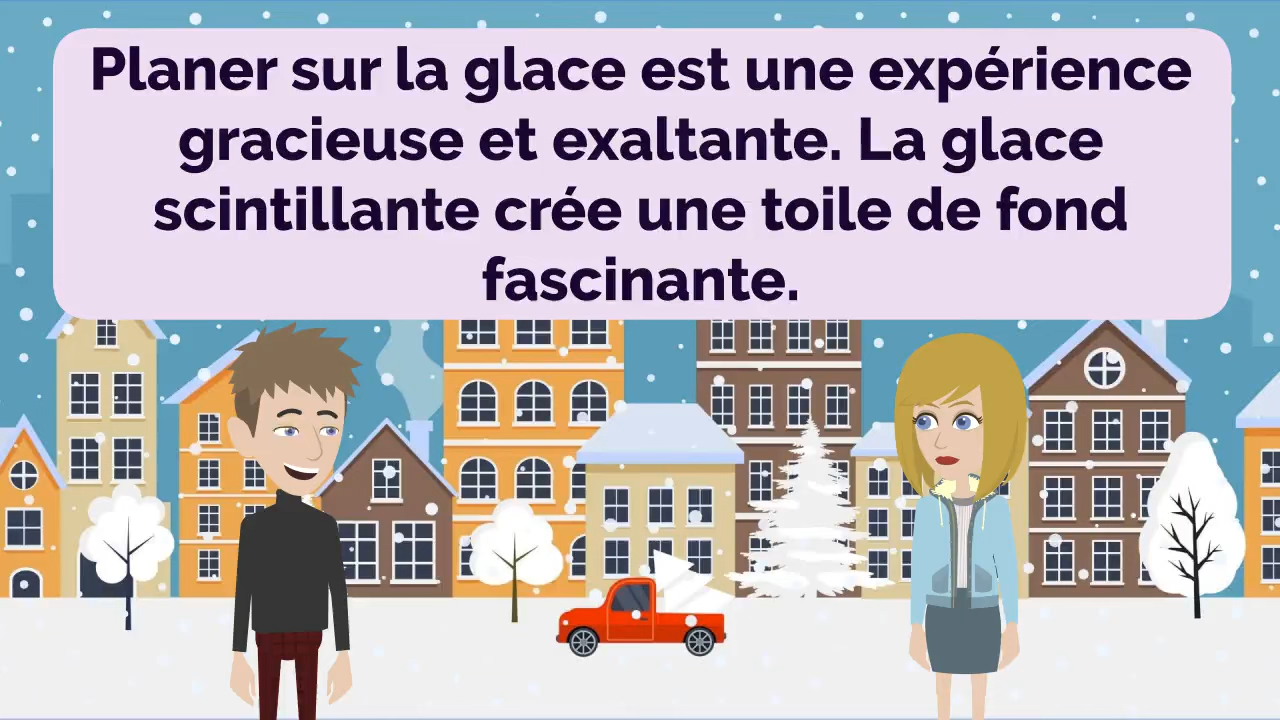 Planer sur la glace est une expérience
gracieuse et exaltante. La glace
scintillante crée une toile de fond
fascinante.